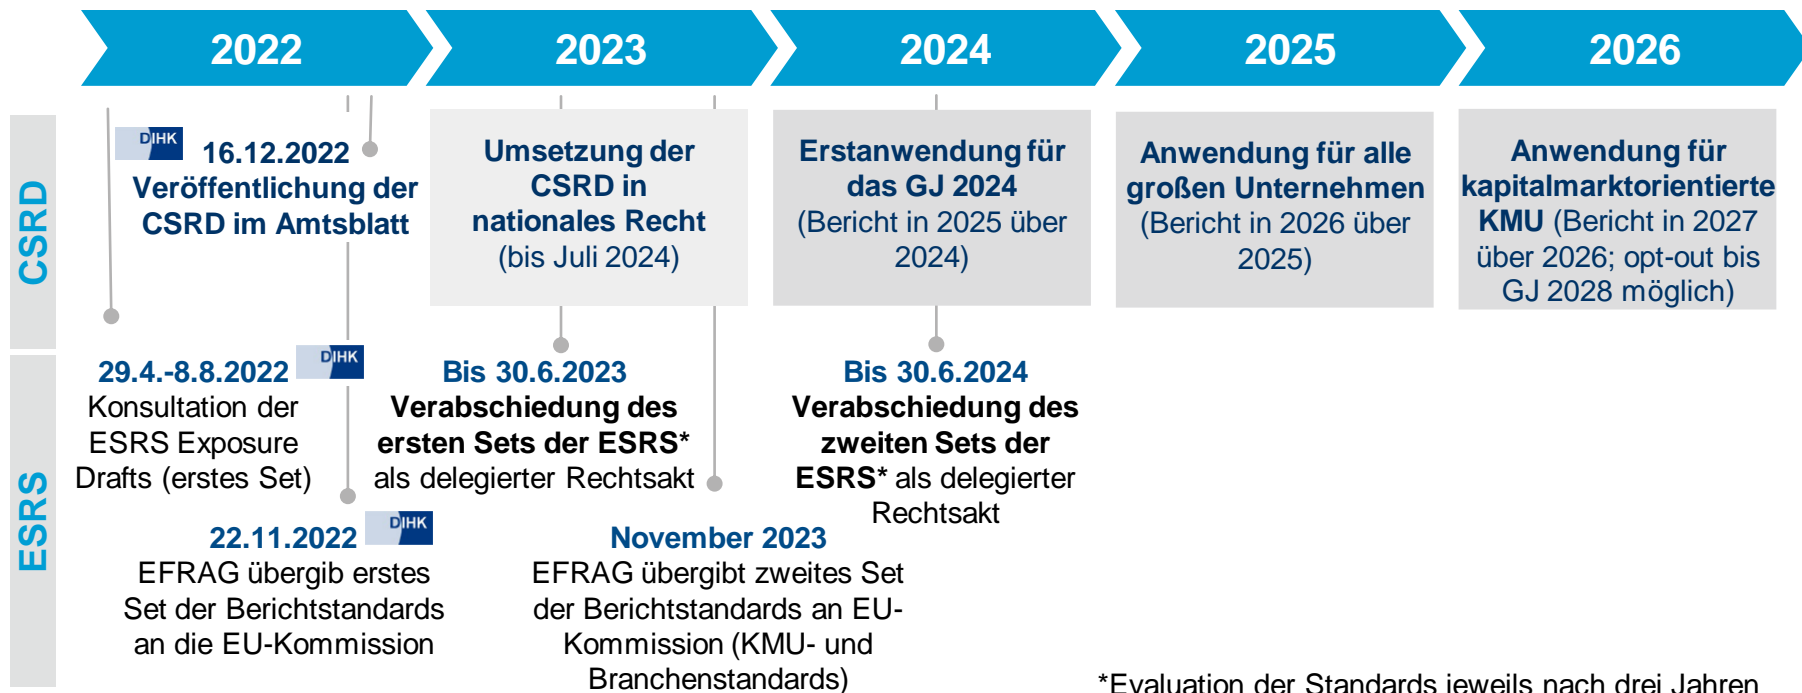 2022
2023
2024
2025
2026
CSRD
DIHK
16.12.2022
Veröffentlichung der
CSRD im Amtsblatt
Umsetzung der
CSRD in
nationales Recht
(bis Juli 2024)
Erstanwendung für
das GJ 2024
(Bericht in 2025 über
2024)
Anwendung für alle
großen Unternehmen
(Bericht in 2026 über
2025)
Anwendung für
kapitalmarktorientierte
KMU (Bericht in 2027
über 2026; opt-out bis
GJ 2028 möglich)
ESRS
29.4.-8.8.2022
DIHK
Konsultation der
ESRS Exposure
Drafts (erstes Set)
Bis 30.6.2023
Verabschiedung des
ersten Sets der ESRS*
als delegierter Rechtsakt
Bis 30.6.2024
Verabschiedung des
zweiten Sets der
ESRS* als delegierter
Rechtsakt
22.11.2022
DIHK
EFRAG übergib erstes
Set der Berichtstandards
an die EU-Kommission
November 2023
EFRAG übergibt zweites Set
der Berichtstandards an EU-
Kommission (KMU- und
Branchenstandards)
*Evaluation der Standards jeweils nach drei Jahren